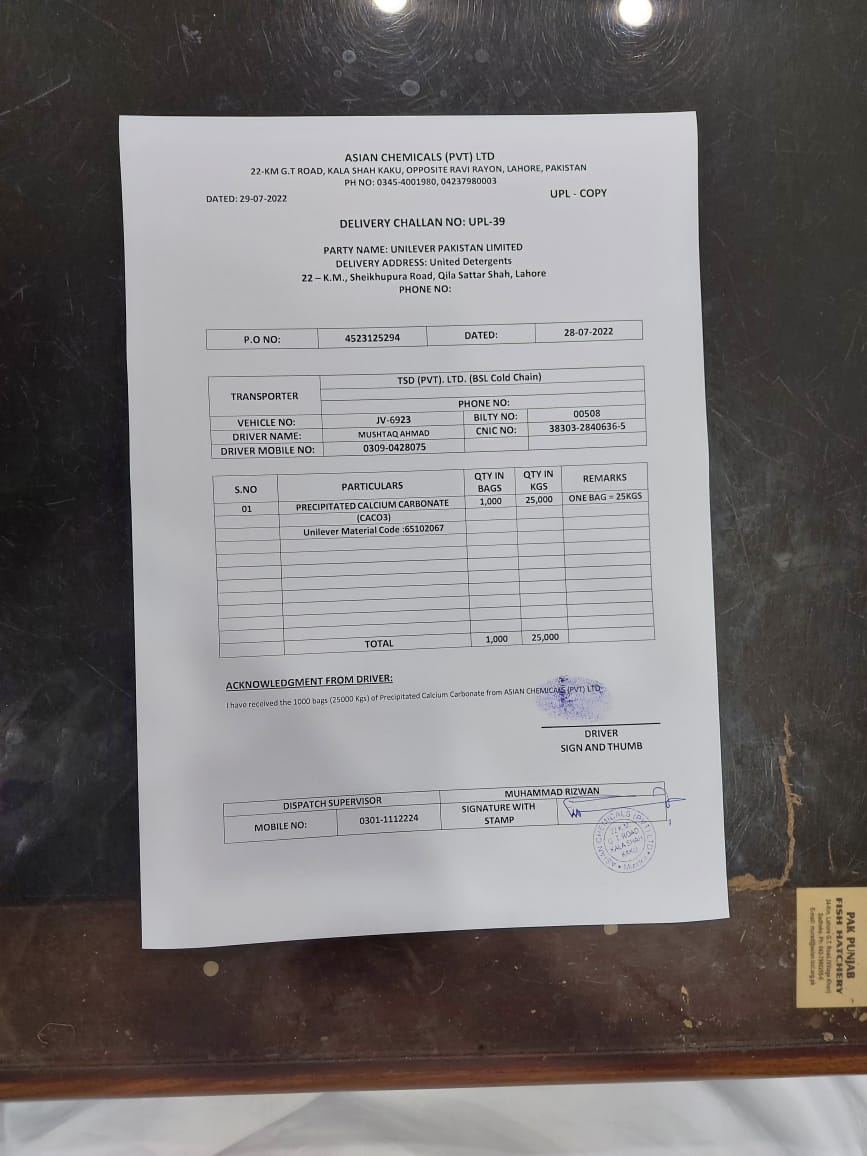 ASIAN CHEMICALS (PVT) LTD
22-KM G.T ROAD, KALA SHAH KAKU, OPPOSITE RAVI RAYON, LAHORE, PAKISTAN
PH NO: 0345-4001980, 04237980003
DATED: 29-07-2022 UPL - COPY
DELIVERY CHALLAN NO: UPL-39
PARTY NAME: UNILEVER PAKISTAN LIMITED
DELIVERY ADDRESS: United Detergents
22 – K.M., Sheikhupura Road, Qila Sattar Shah, Lahore
PHONE NO:
P.O NO: 4523125294 DATED: 28-07-2022
TRANSPORTER TSD (PVT). LTD. (BSL Cold Chain)
PHONE NO:
VEHICLE NO: JV-6923 BILTY NO: 00508
DRIVER NAME: MUSHTAQ AHMAD CNIC NO: 38303-2840636-5
DRIVER MOBILE NO: 0309-0428075
S.NO PARTICULARS QTY IN BAGS QTY IN KGS REMARKS
01 PRECIPITATED CALCIUM CARBONATE 1,000 25,000 ONE BAG = 25KGS
(CACO3)
Unilever Material Code :65102067
TOTAL 1,000 25,000
ACKNOWLEDGMENT FROM DRIVER:
I have received the 1000 bags (25000 Kgs) of Precipitated Calcium Carbonate from ASIAN CHEMICALS (PVT) LTD
DRIVER
SIGN AND THUMB
DISPATCH SUPERVISOR MUHAMMAD RIZWAN
MOBILE NO: 0301-1112224 SIGNATURE WITH STAMP
ASIAN CHEMICALS (PVT) LTD
22 K.M
G.T. ROAD
KALA SHAH
KAKU
PAK PUNJAB
FISH HATCHERY